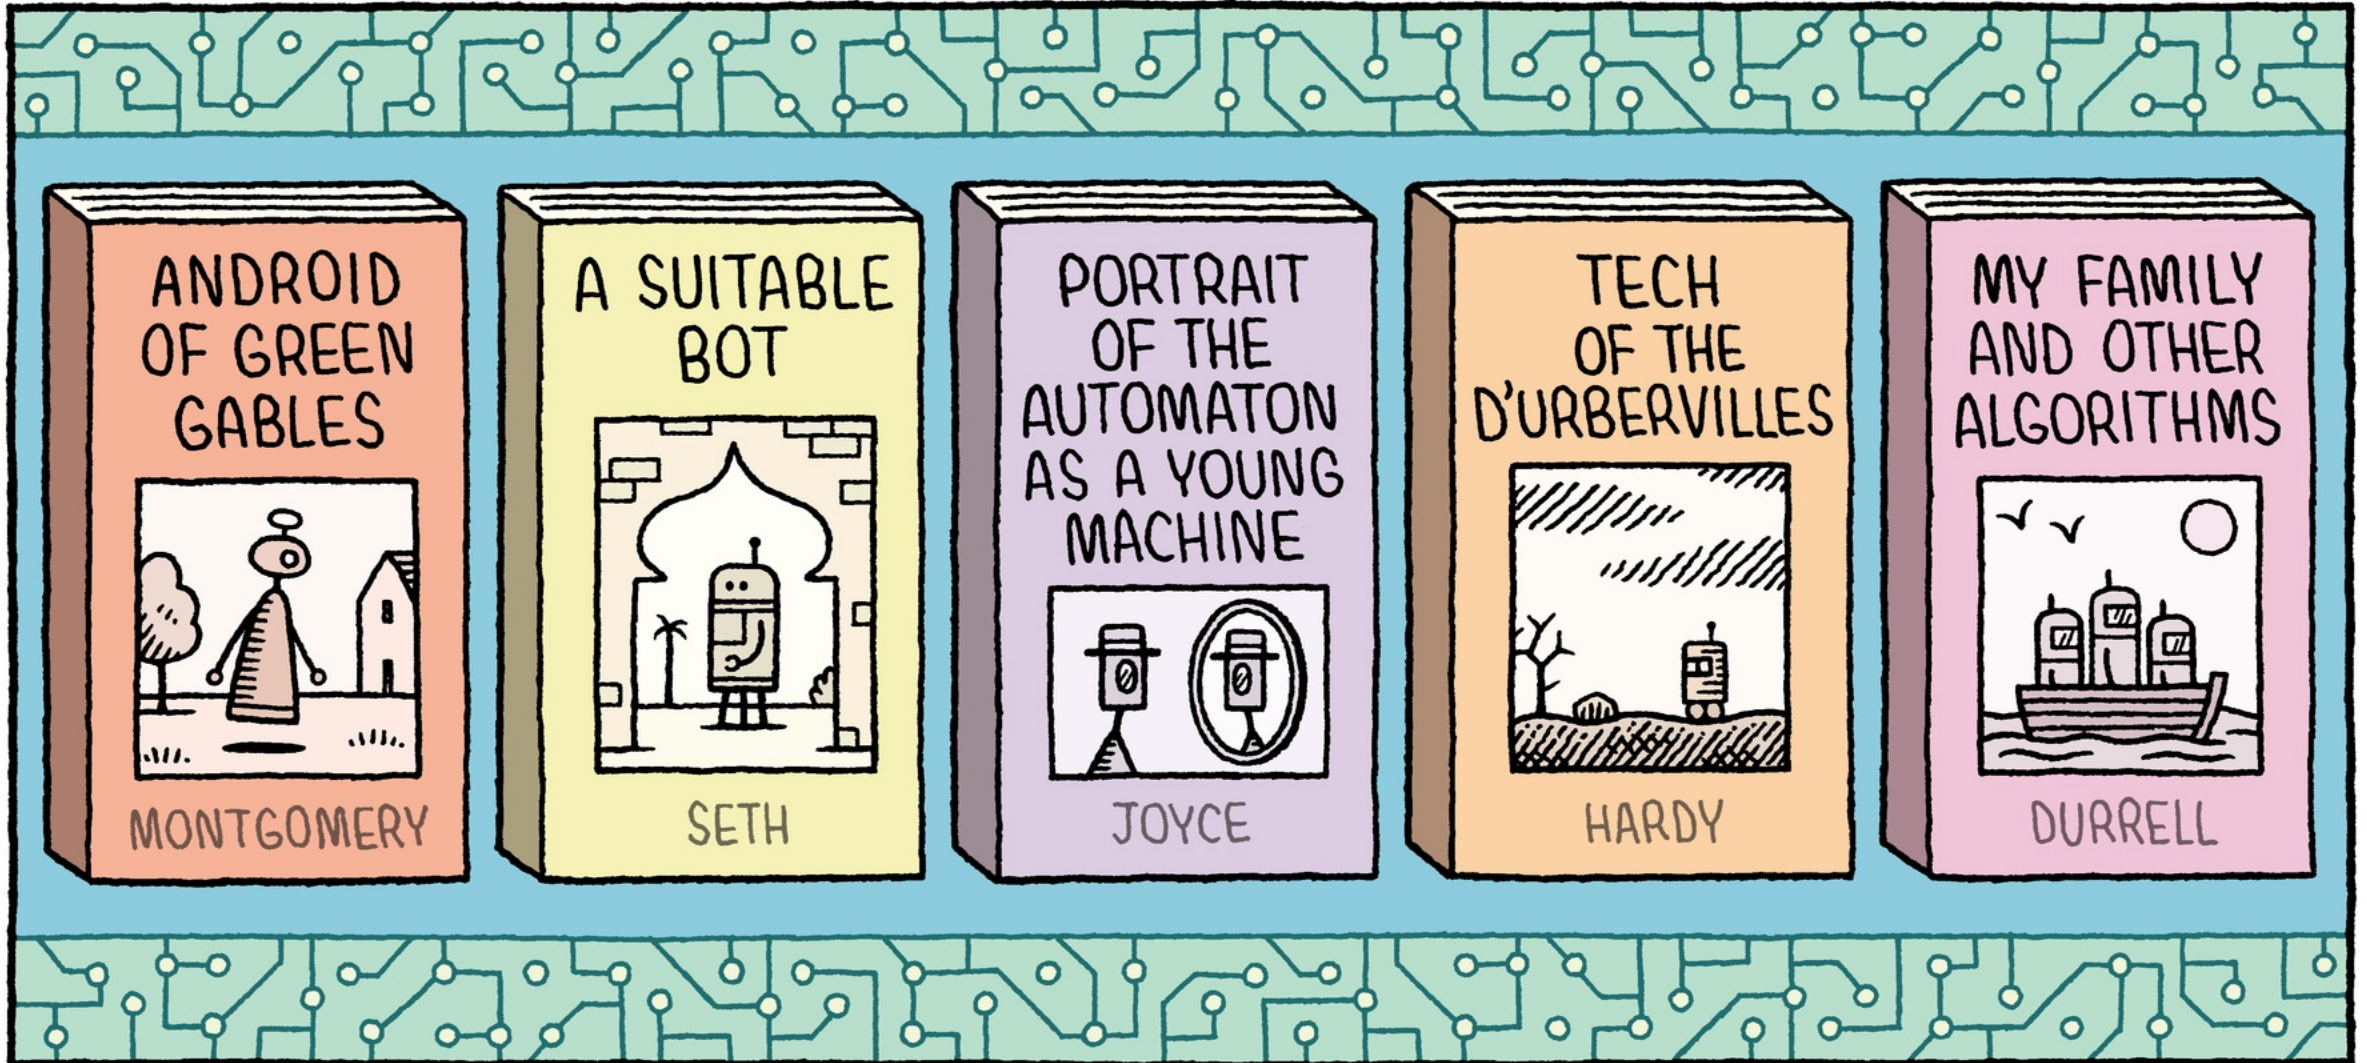 ANDROID
OF GREEN
GABLES
MONTGOMERY
A SUITABLE
BOT
SETH
PORTRAIT
OF THE
AUTOMATON
AS A YOUNG
MACHINE
JOYCE
TECH
OF THE
D'URBERVILLES
HARDY
MY FAMILY
AND OTHER
ALGORITHMS
DURRELL